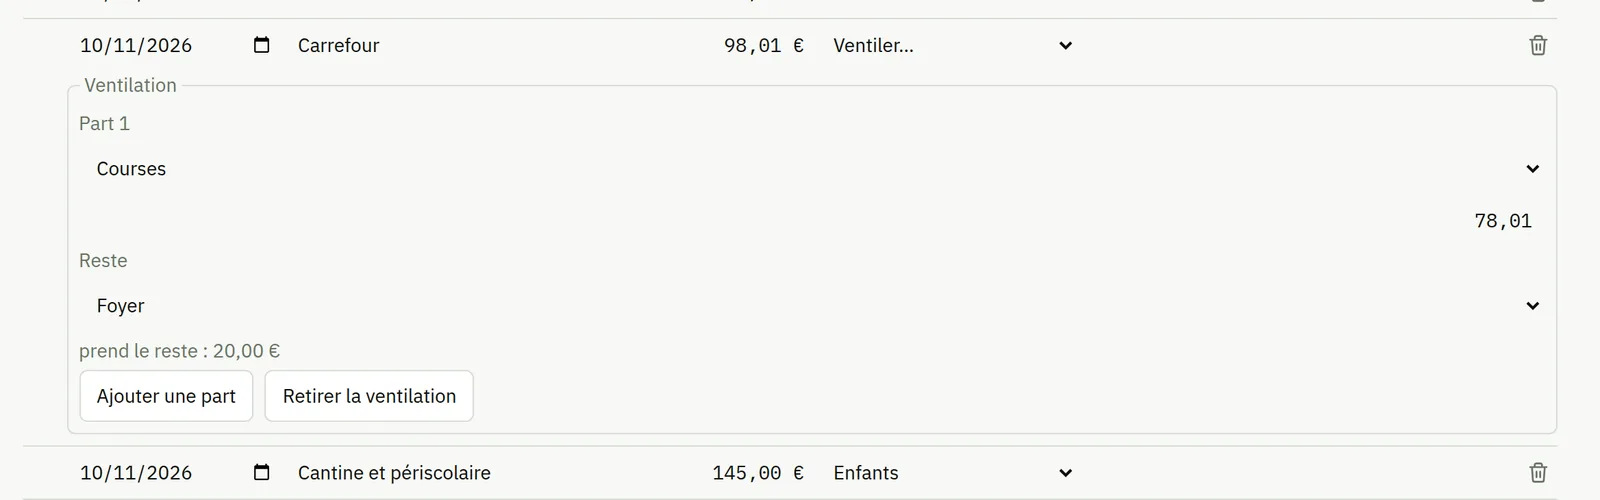 10/11/2026 Carrefour 98,01 € Ventiler...
Ventilation
Part 1
Courses
78,01
Reste
Foyer
prend le reste : 20,00 €
Ajouter une part Retirer la ventilation
10/11/2026 Cantine et périscolaire 145,00 € Enfants